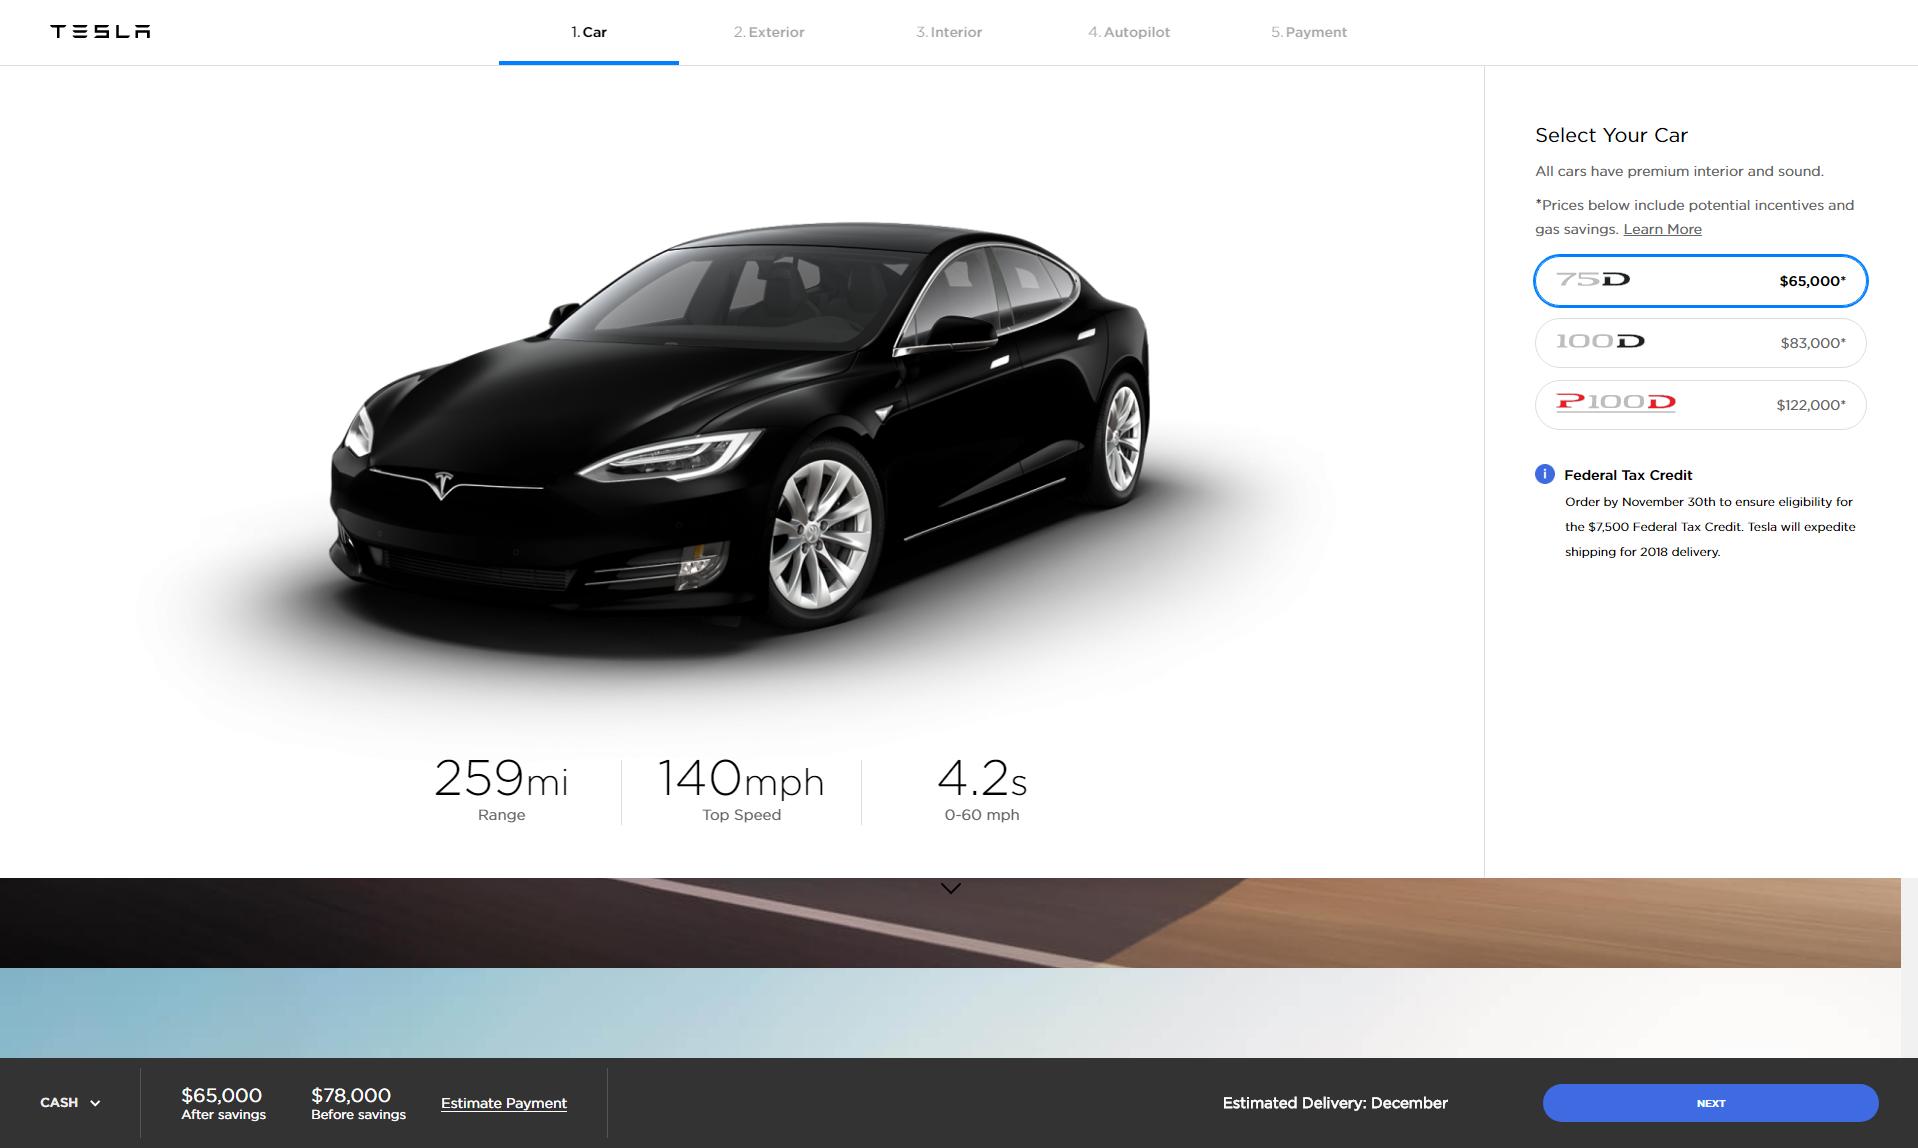 TESLA
1. Car
2. Exterior
3. Interior
4. Autopilot
5. Payment
Select Your Car
All cars have premium interior and sound.
*Prices below include potential incentives and
gas savings. Learn More
75D $65,000*
100D $83,000*
P100D $122,000*
i Federal Tax Credit
Order by November 30th to ensure eligibility for
the $7,500 Federal Tax Credit. Tesla will expedite
shipping for 2018 delivery.
259mi
Range
140mph
Top Speed
4.2s
0-60 mph
CASH
$65,000
After savings
$78,000
Before savings
Estimate Payment
Estimated Delivery: December
NEXT